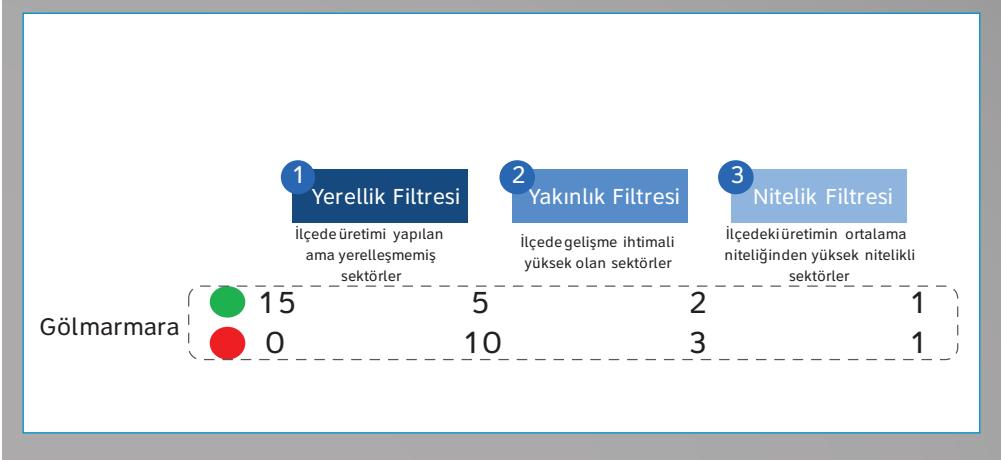 1
Yerellik Filtresi
2
Yakınlık Filtresi
3
Nitelik Filtresi
İlçede üretimi yapılan
ama yerelleşmemiş
sektörler
İlçede gelişme ihtimali
yüksek olan sektörler
İlçedeki üretimin ortalama
niteliğinden yüksek nitelikli
sektörler
Gölmarmara
15 5 2 1
0 10 3 1